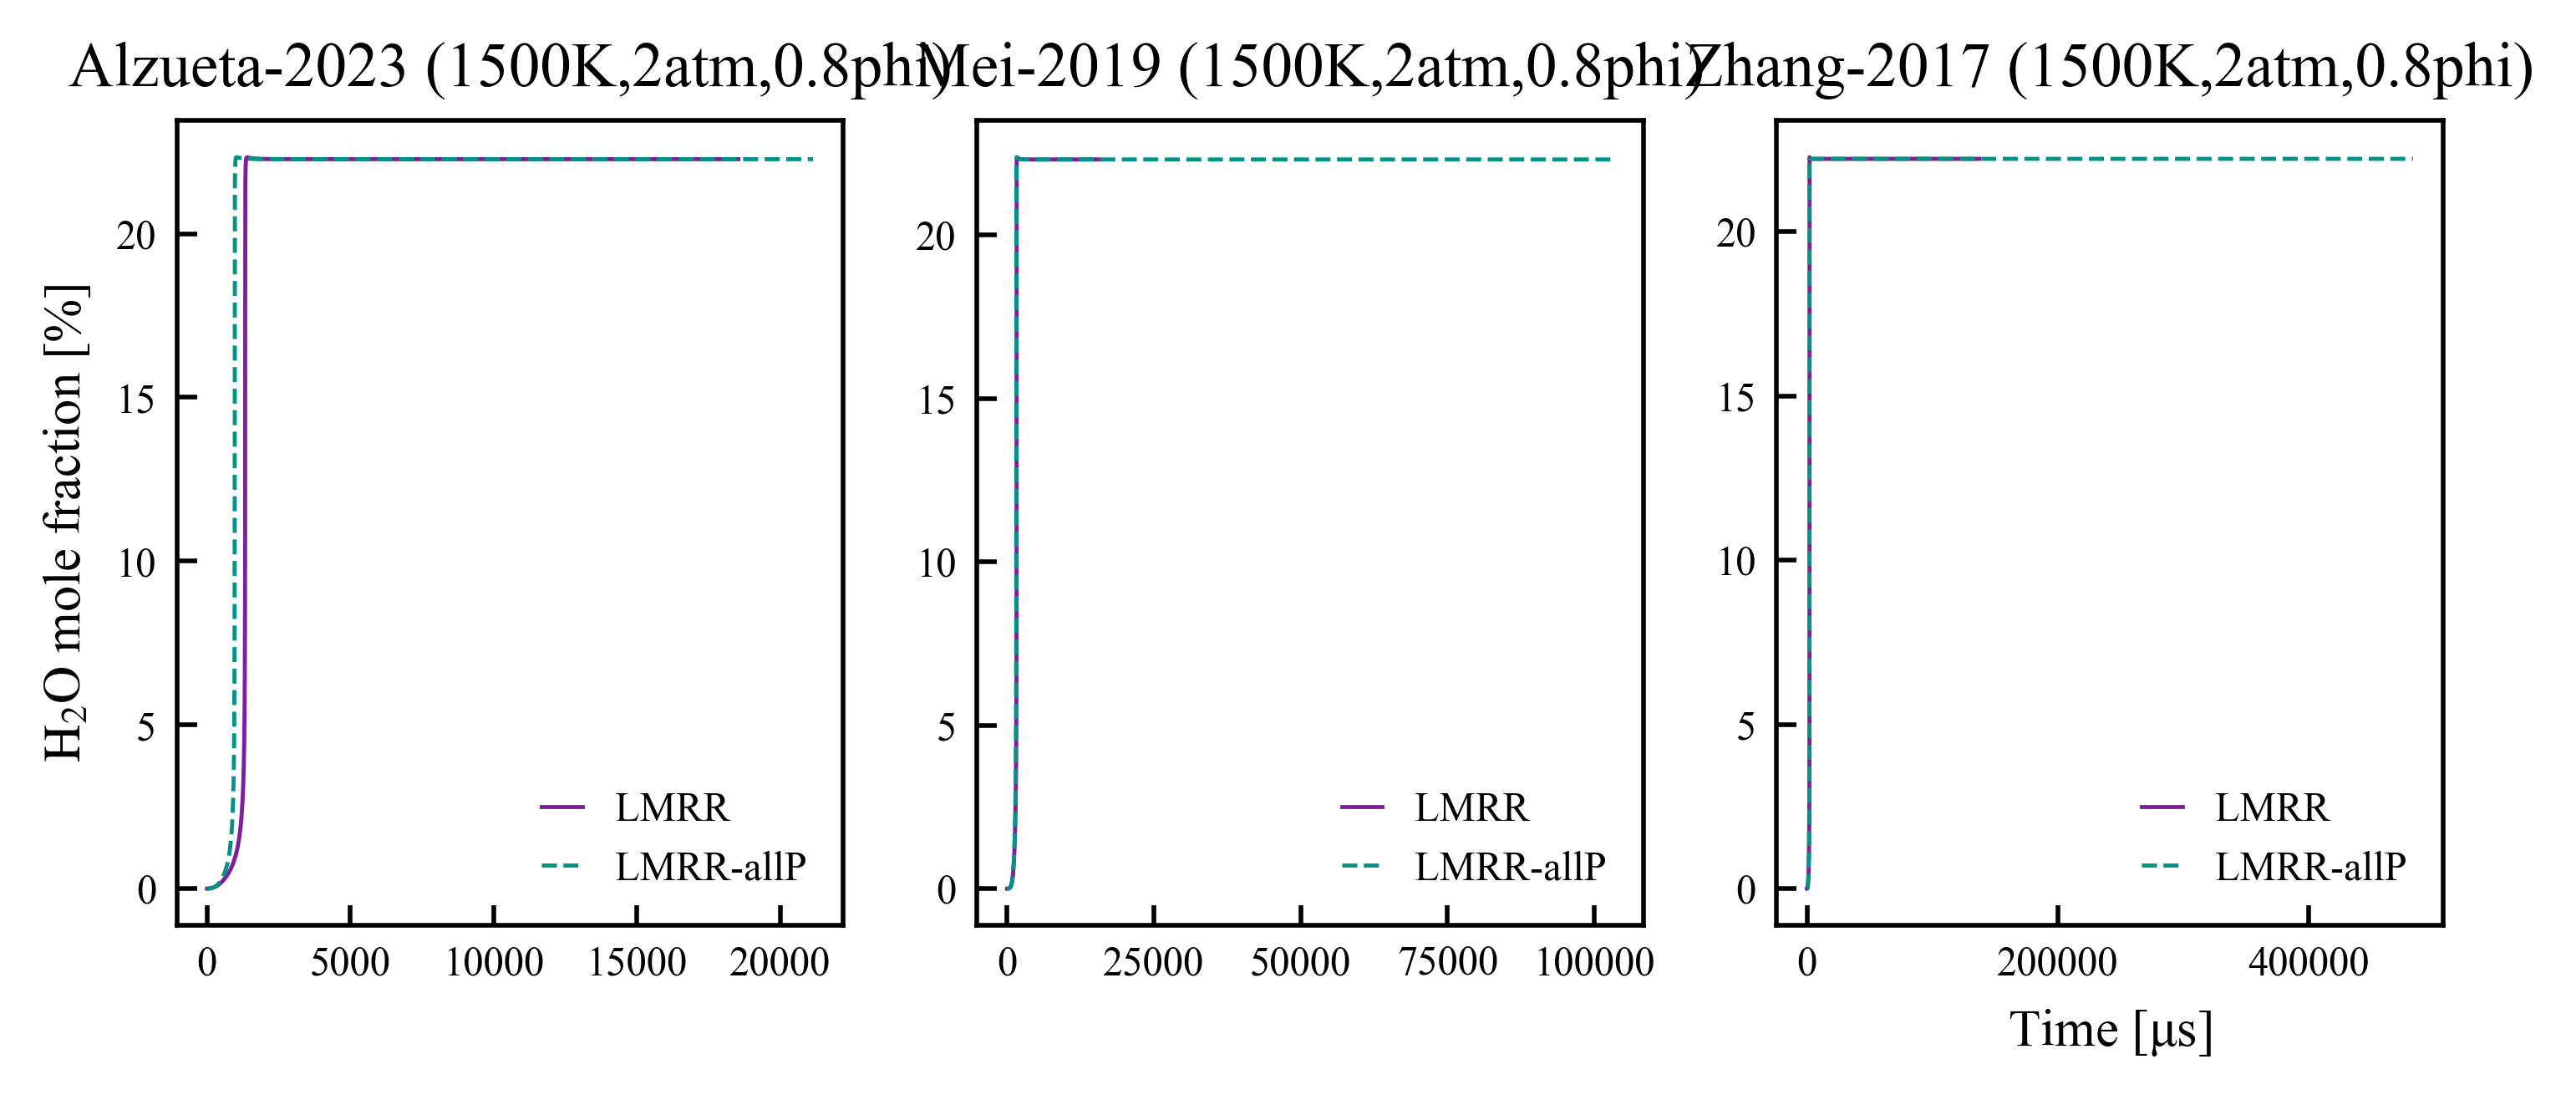 Alzueta-2023 (1500K,2atm,0.8phi)
Mei-2019 (1500K,2atm,0.8phi)
Zhang-2017 (1500K,2atm,0.8phi)
H₂O mole fraction [%]
20
15
10
5
0
0 5000 10000 15000 20000
LMRR
LMRR-allP
20
15
10
5
0
0 25000 50000 75000 100000
LMRR
LMRR-allP
20
15
10
5
0
0 200000 400000
LMRR
LMRR-allP
Time [μs]